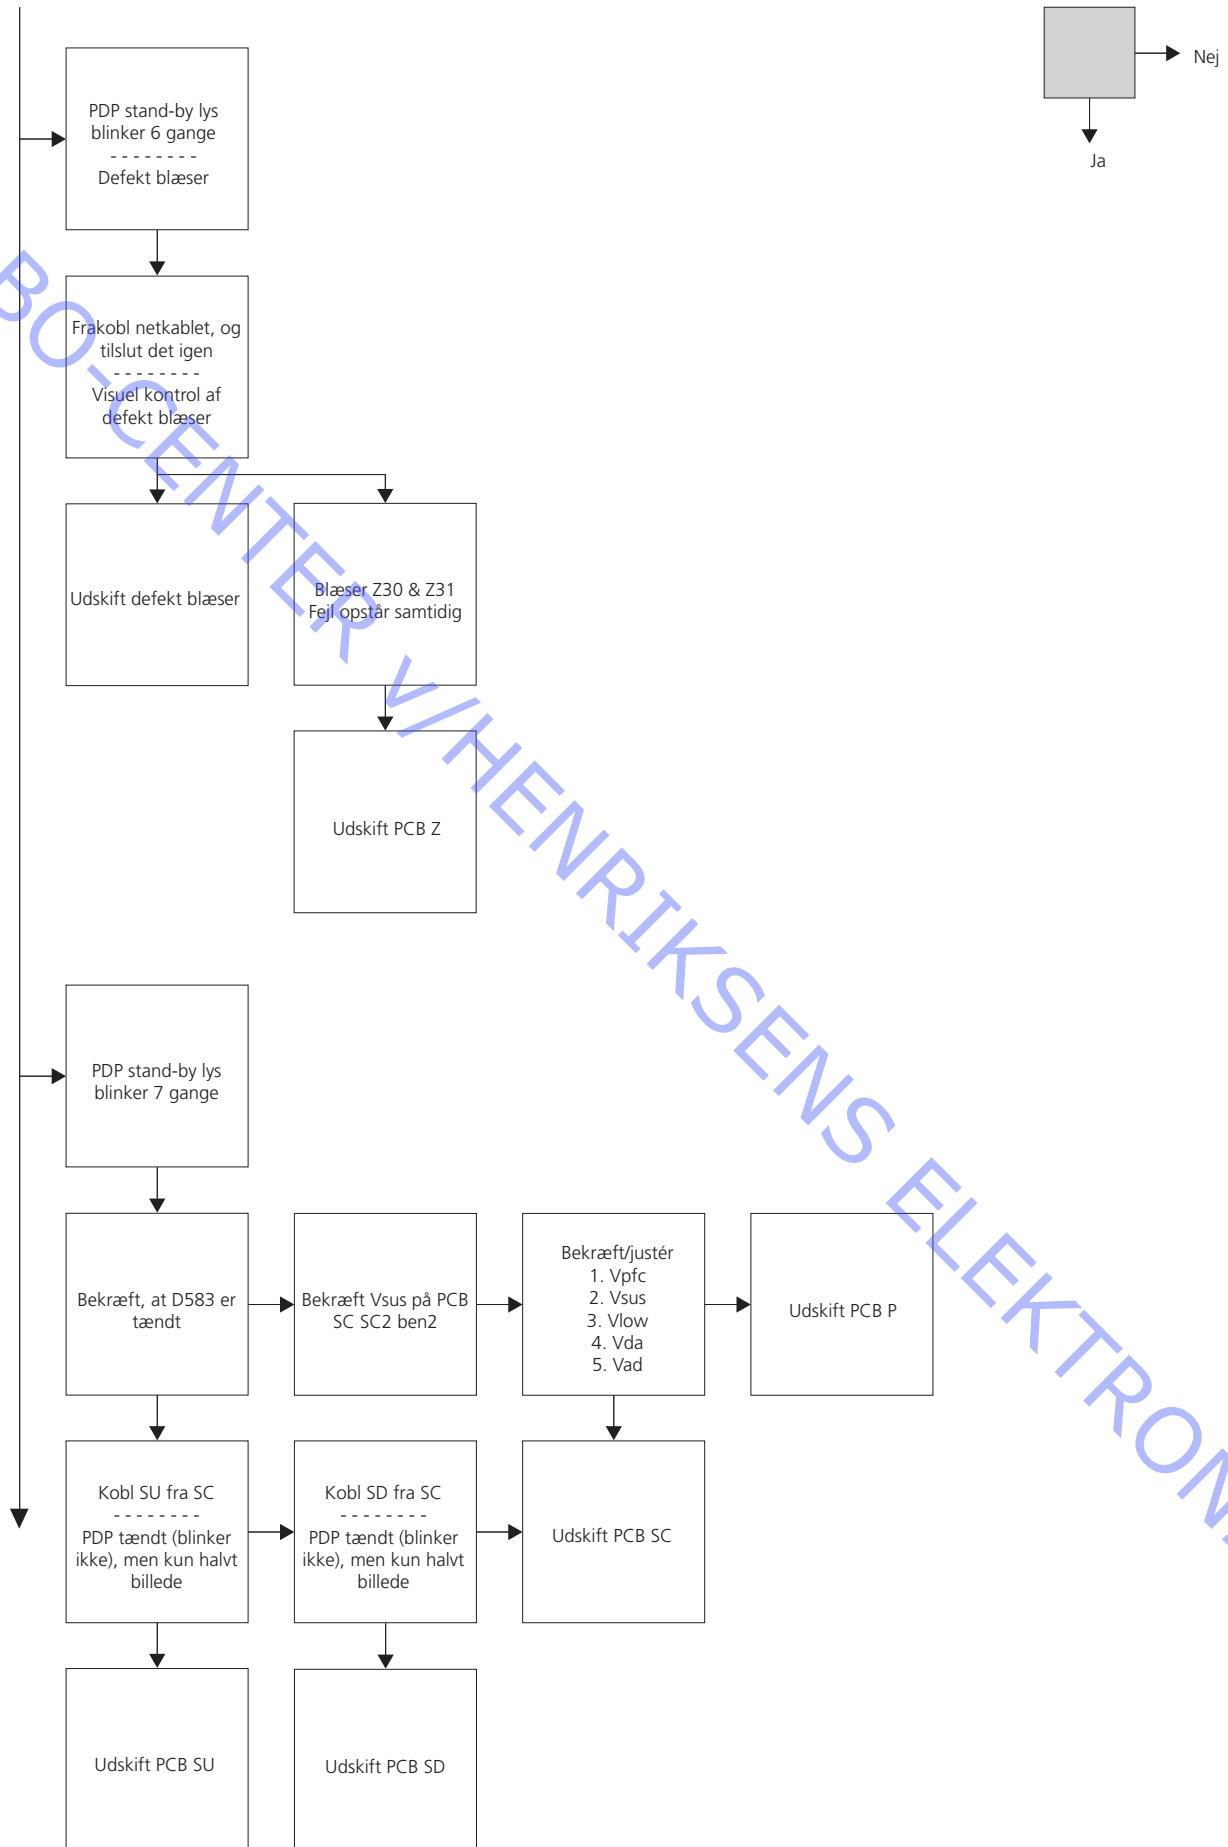 Nej
Ja
PDP stand-by lys
blinker 6 gange
- - - - - - - -
Defekt blæser
Frakobl netkablet, og
tilslut det igen
- - - - - - - -
Visuel kontrol af
defekt blæser
Udskift defekt blæser
Blæser Z30 & Z31
Fejl opstår samtidig
Udskift PCB Z
PDP stand-by lys
blinker 7 gange
Bekræft, at D583 er
tændt
Bekræft Vsus på PCB
SC SC2 ben2
Bekræft/justér
1. Vpfc
2. Vsus
3. Vlow
4. Vda
5. Vad
Udskift PCB P
Kobl SU fra SC
- - - - - - - -
PDP tændt (blinker
ikke), men kun halvt
billede
Kobl SD fra SC
- - - - - - - -
PDP tændt (blinker
ikke), men kun halvt
billede
Udskift PCB SC
Udskift PCB SU
Udskift PCB SD
BO-CENTER v/HENRIKSENS ELEKTRON